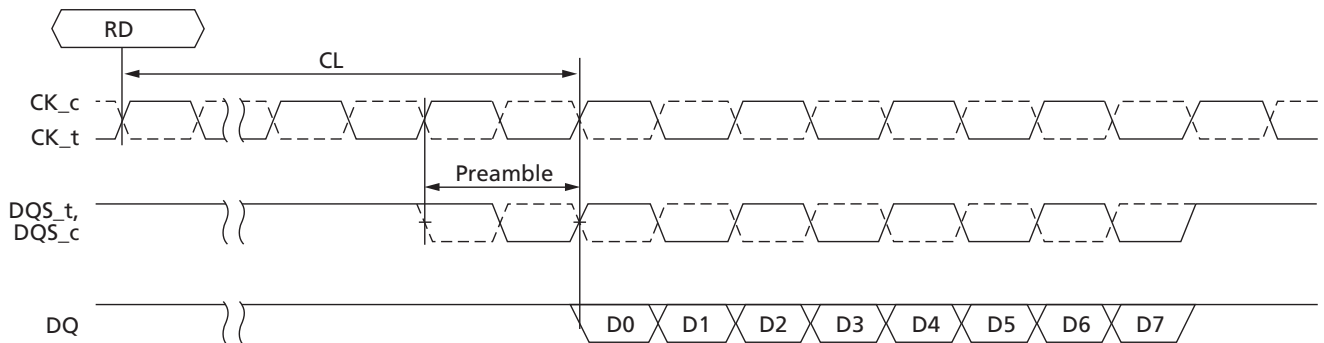 RD
CL
CK_c
CK_t
Preamble
DQS_t,
DQS_c
DQ
D0 D1 D2 D3 D4 D5 D6 D7